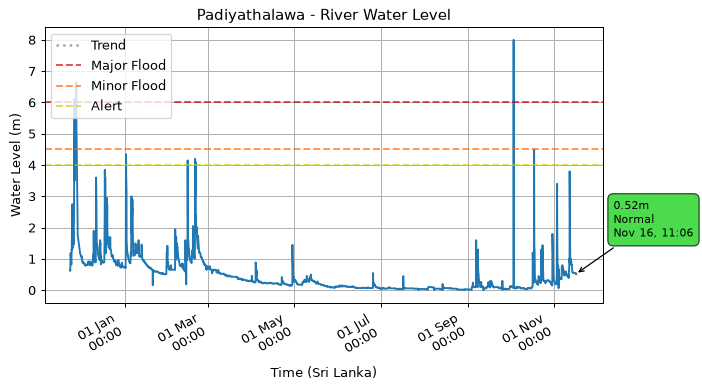 Padiyathalawa - River Water Level
Trend
Major Flood
Minor Flood
Alert
Water Level (m)
8
7
6
5
4
3
2
1
0
0.52m
Normal
Nov 16, 11:06
01 Jan
00:00
01 Mar
00:00
01 May
00:00
01 Jul
00:00
01 Sep
00:00
01 Nov
00:00
Time (Sri Lanka)